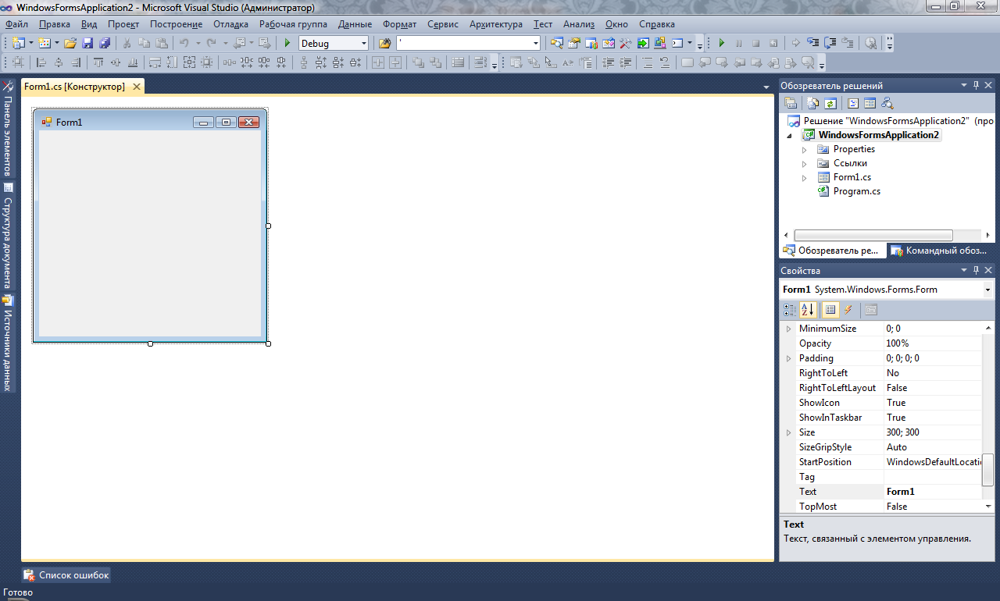 WindowsFormsApplication2 - Microsoft Visual Studio (Администратор)
Файл Правка Вид Проект Построение Отладка Рабочая группа Данные Формат Сервис Архитектура Тест Анализ Окно Справка
Debug '
Form1.cs [Конструктор]
Панель элементов
Структура документа
Источники данных
Form1
Обозреватель решений
Решение "WindowsFormsApplication2" (про
WindowsFormsApplication2
Properties
Ссылки
Form1.cs
Program.cs
Обозреватель ре... Командный обоз...
Свойства
Form1 System.Windows.Forms.Form
MinimumSize 0; 0
Opacity 100%
Padding 0; 0; 0; 0
RightToLeft No
RightToLeftLayout False
ShowIcon True
ShowInTaskbar True
Size 300; 300
SizeGripStyle Auto
StartPosition WindowsDefaultLocati
Tag
Text Form1
TopMost False
Text
Текст, связанный с элементом управления.
Список ошибок
Готово